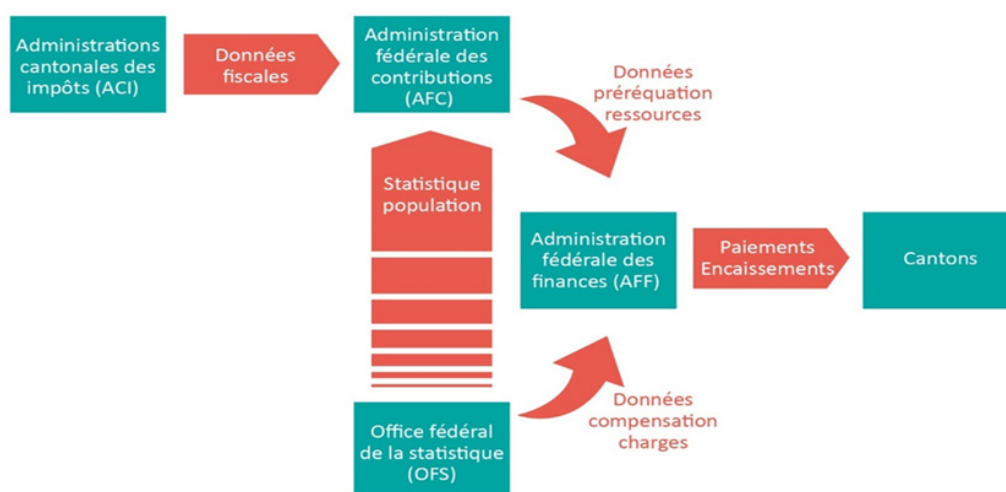 Administrations
cantonales des
impôts (ACI)
Données
fiscales
Administration
fédérale des
contributions
(AFC)
Données
préréquation
ressources
Statistique
population
Administration
fédérale des
finances (AFF)
Paiements
Encaissements
Cantons
Office fédéral
de la statistique
(OFS)
Données
compensation
charges